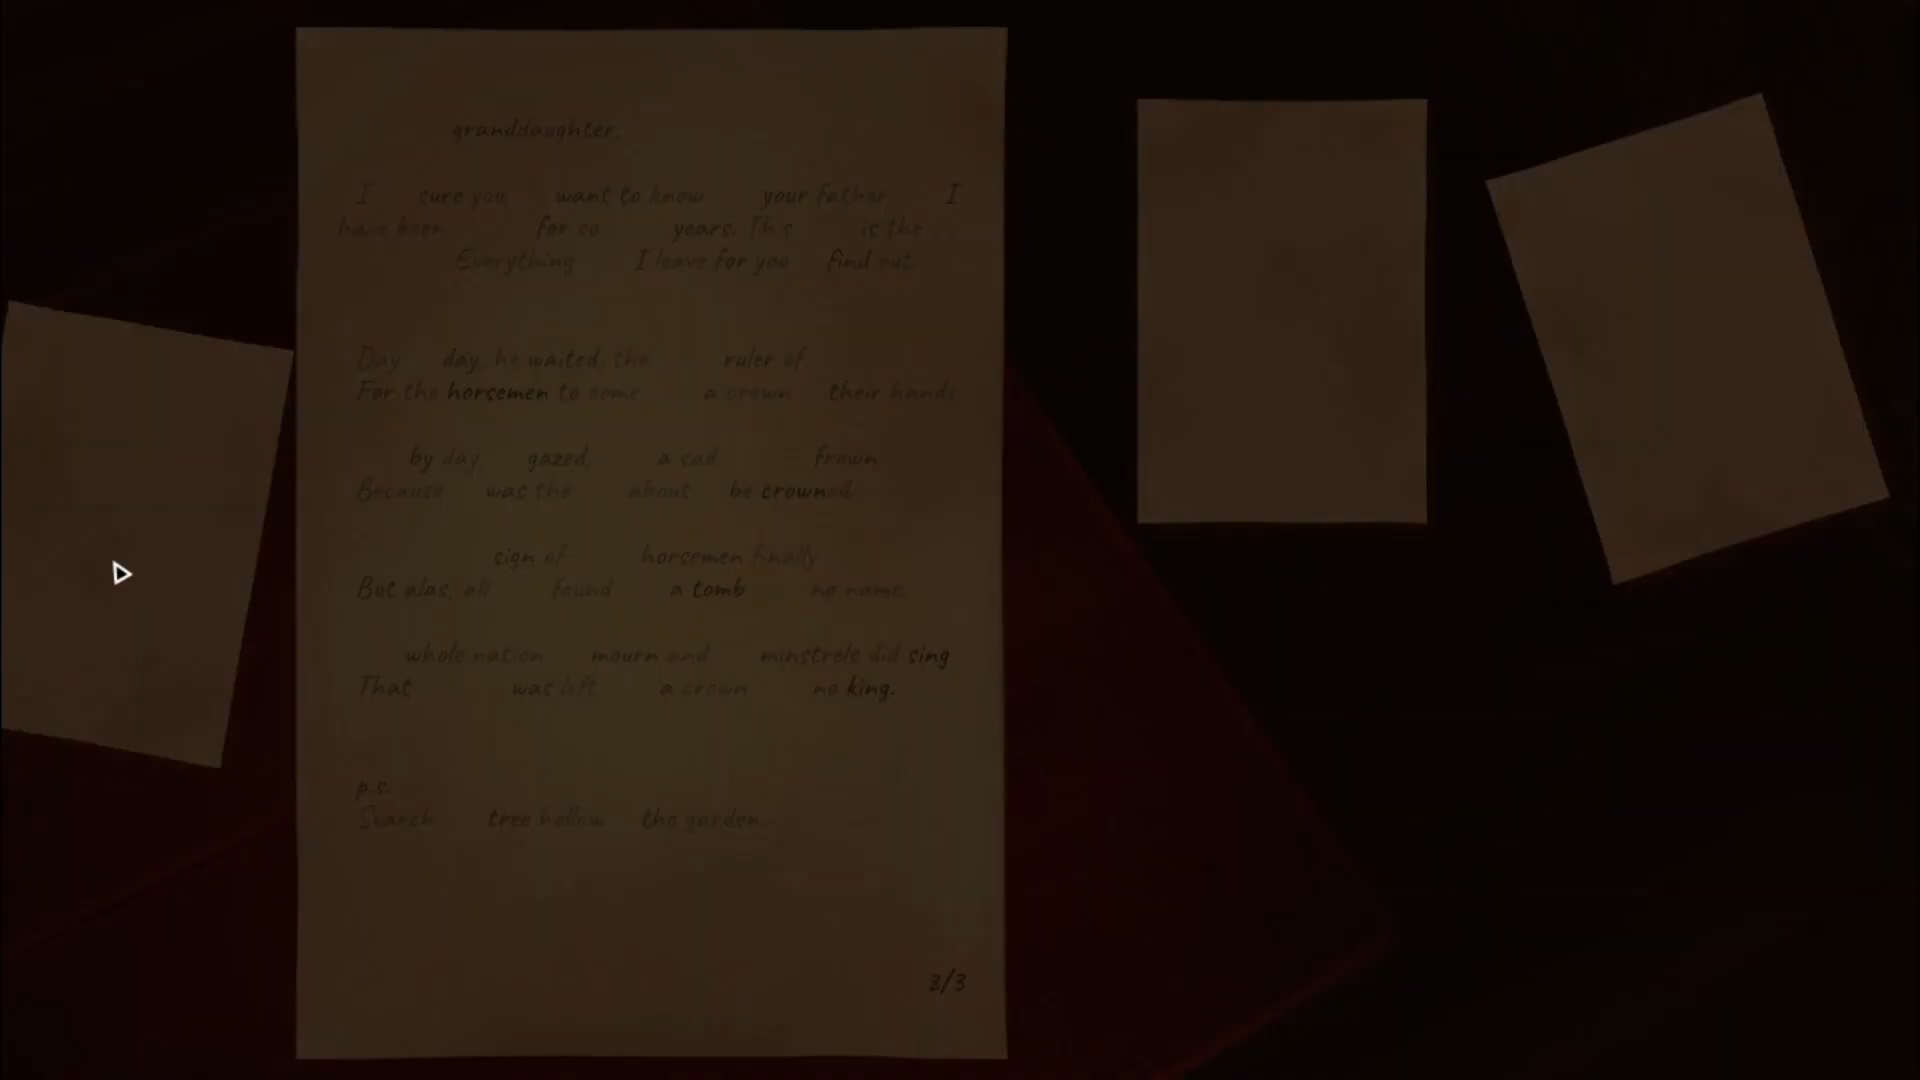 granddaughter.
I sure you want to know your father I
have been for so years. This is the
Everything I leave for you find out
Day day, he waited, the ruler of
For the horsemen to come a crown their hands
by day gazed, a sad frown
Because was the about be crowned.
sign of horsemen finally
But alas, all found a tomb no name.
whole nation mourn and minstrels did sing
That was left a crown no king.
p.s.
Search tree hollow the garden.
2/3